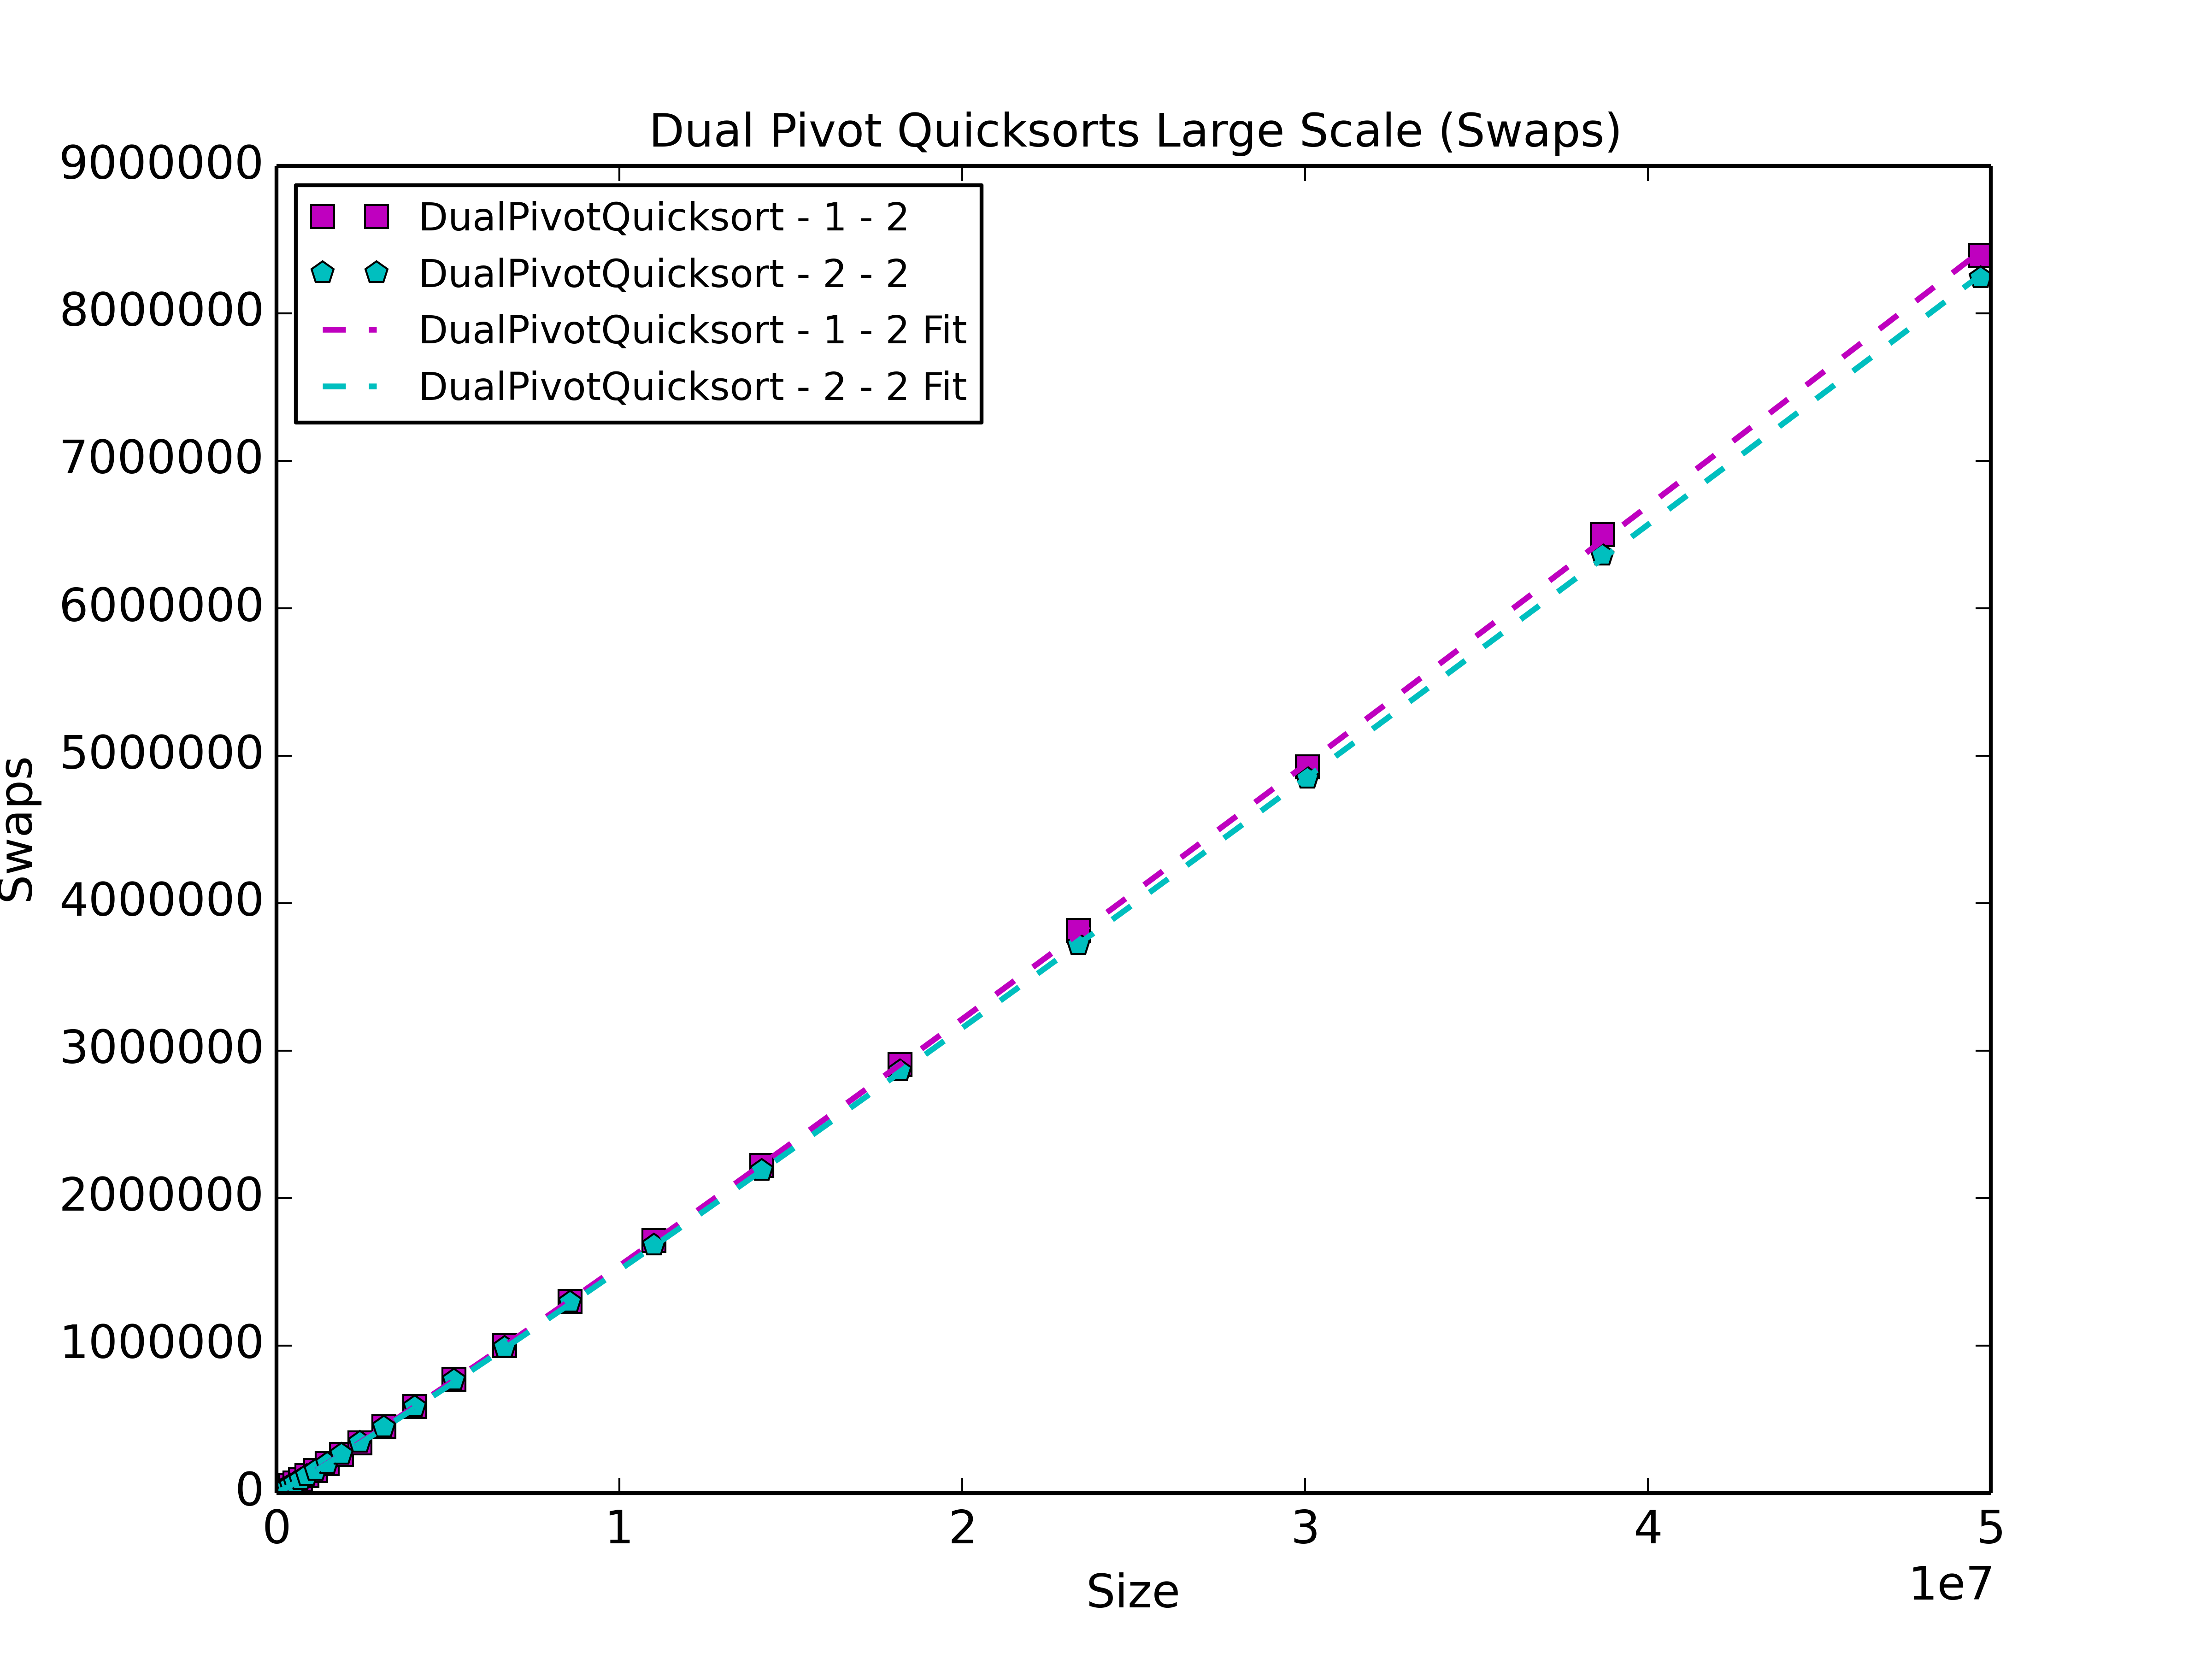 Dual Pivot Quicksorts Large Scale (Swaps)
9000000
8000000
7000000
6000000
5000000
4000000
3000000
2000000
1000000
0
Swaps
DualPivotQuicksort - 1 - 2
DualPivotQuicksort - 2 - 2
DualPivotQuicksort - 1 - 2 Fit
DualPivotQuicksort - 2 - 2 Fit
0 1 2 3 4 5
Size
1e7